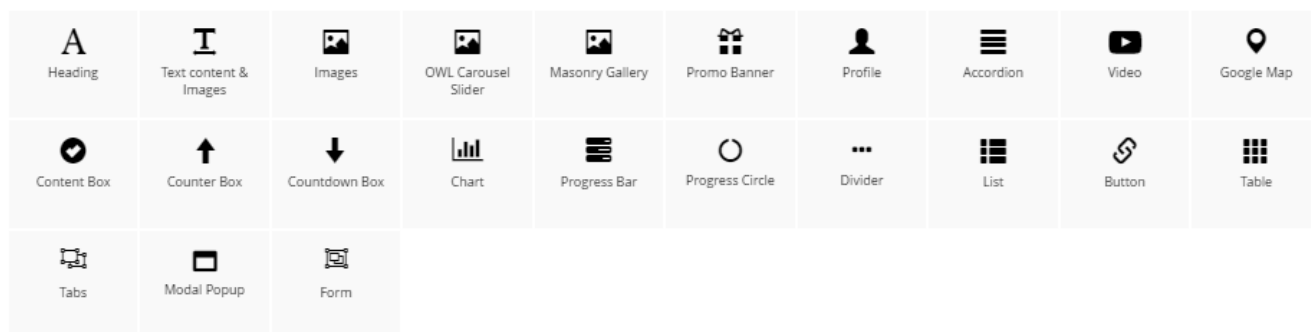 Heading
Text content &
Images
Images
OWL Carousel
Slider
Masonry Gallery
Promo Banner
Profile
Accordion
Video
Google Map
Content Box
Counter Box
Countdown Box
Chart
Progress Bar
Progress Circle
Divider
List
Button
Table
Tabs
Modal Popup
Form